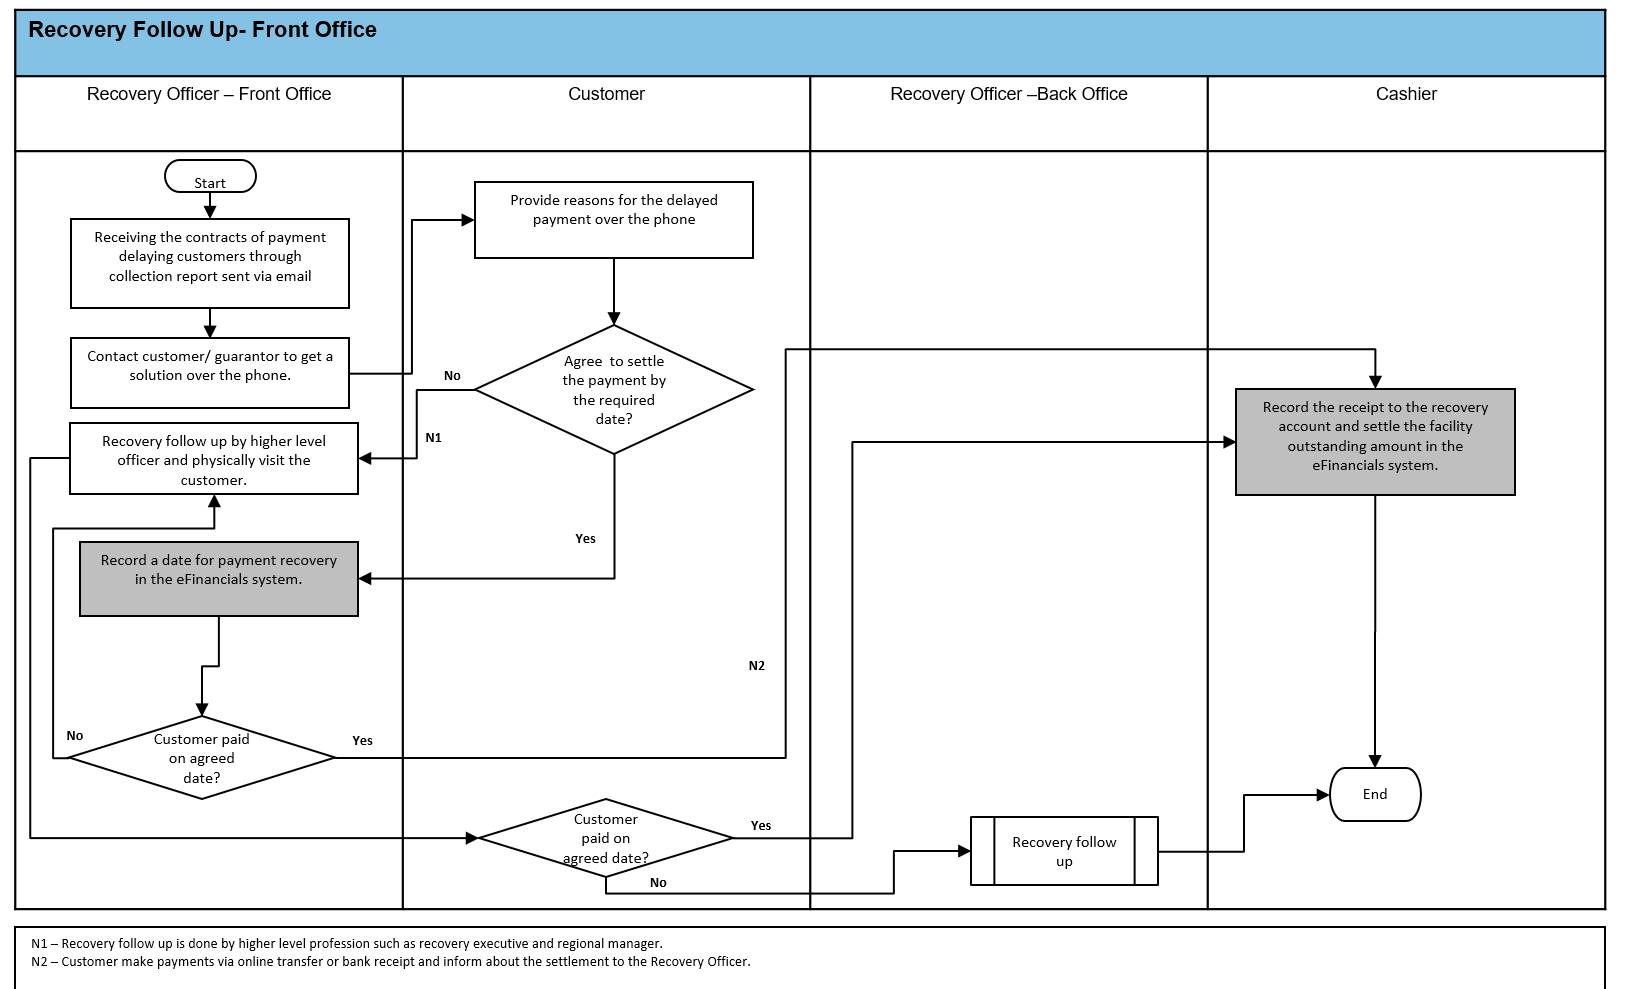 Recovery Follow Up- Front Office
Recovery Officer – Front Office
Customer
Recovery Officer –Back Office
Cashier
Start
Receiving the contracts of payment
delaying customers through
collection report sent via email
Contact customer/ guarantor to get a
solution over the phone.
Recovery follow up by higher level
officer and physically visit the
customer.
Record a date for payment recovery
in the eFinancials system.
Customer paid
on agreed
date?
No
Yes
Provide reasons for the delayed
payment over the phone
Agree  to settle
the payment by
the required
date?
No
N1
Yes
N2
Customer
paid on
agreed date?
Yes
No
Recovery follow
up
Record the receipt to the recovery
account and settle the facility
outstanding amount in the
eFinancials system.
End
N1 – Recovery follow up is done by higher level profession such as recovery executive and regional manager.
N2 – Customer make payments via online transfer or bank receipt and inform about the settlement to the Recovery Officer.